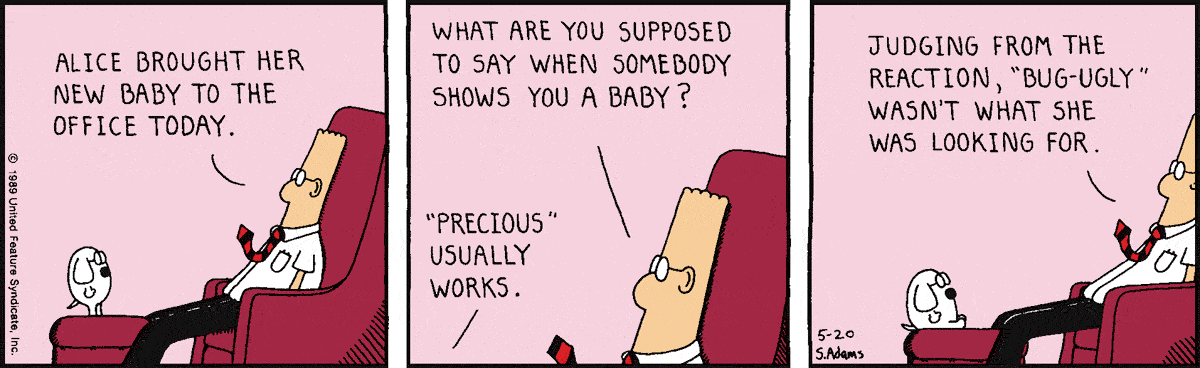 ALICE BROUGHT HER
NEW BABY TO THE
OFFICE TODAY.
© 1989 United Feature Syndicate, Inc.
WHAT ARE YOU SUPPOSED
TO SAY WHEN SOMEBODY
SHOWS YOU A BABY?
"PRECIOUS"
USUALLY
WORKS.
JUDGING FROM THE
REACTION, "BUG-UGLY"
WASN'T WHAT SHE
WAS LOOKING FOR.
5-20
S.Adams